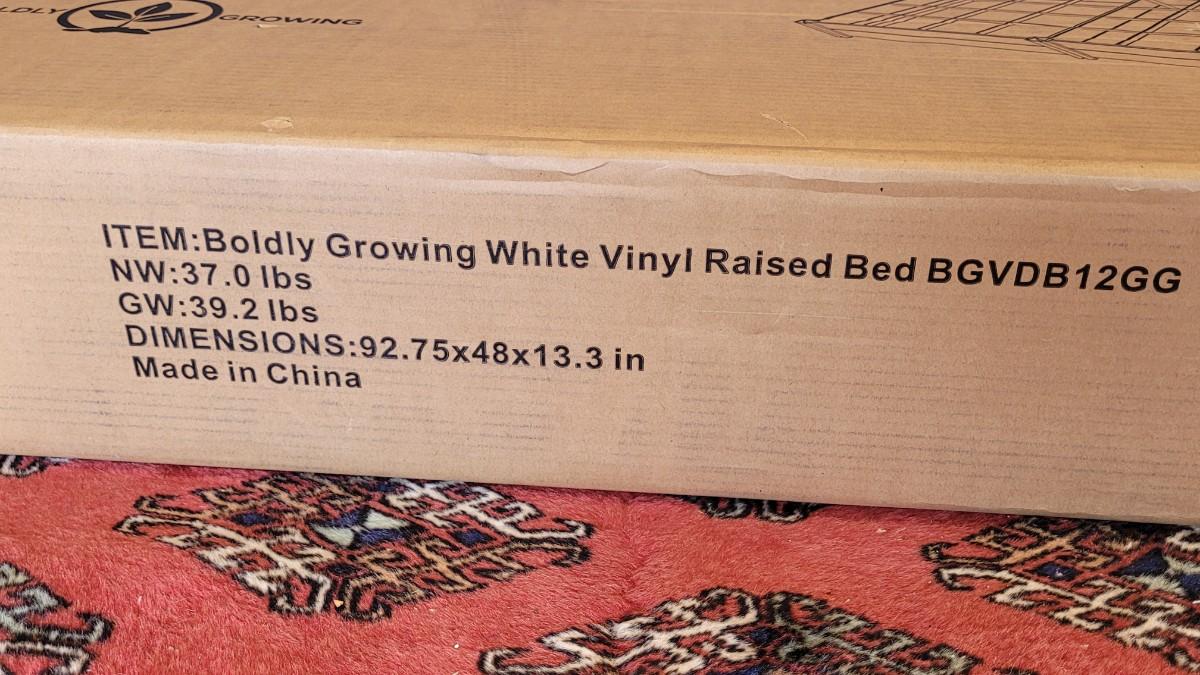 LDLY GROWING
ITEM:Boldly Growing White Vinyl Raised Bed BGVDB12GG
NW:37.0 lbs
GW:39.2 lbs
DIMENSIONS:92.75x48x13.3 in
Made in China